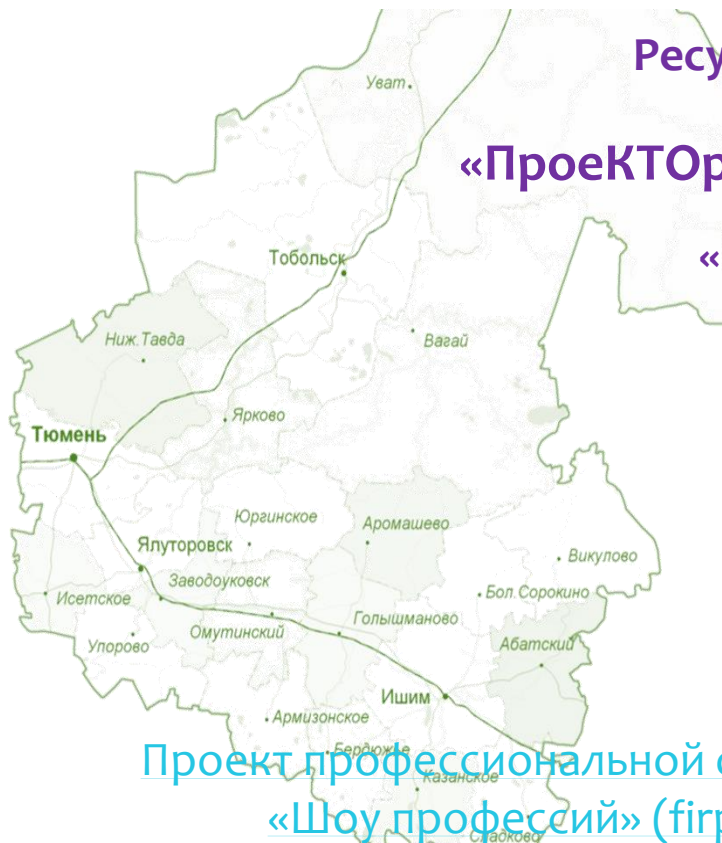 Ресу
Уват
«ПроеКТОр
«
Тобольск
Ниж.Тавда
Вагай
Ярково
Тюмень
Юргинское
Аромашево
Ялуторовск
Викулово
Заводоуковск
Бол.Сорокино
Исетское
Голышманово
Омутинский
Упорово
Абатский
Ишим
Армизонское
Бердюжье
Проект профессиональной о
Казанское
«Шоу профессий» (firp
Сладково